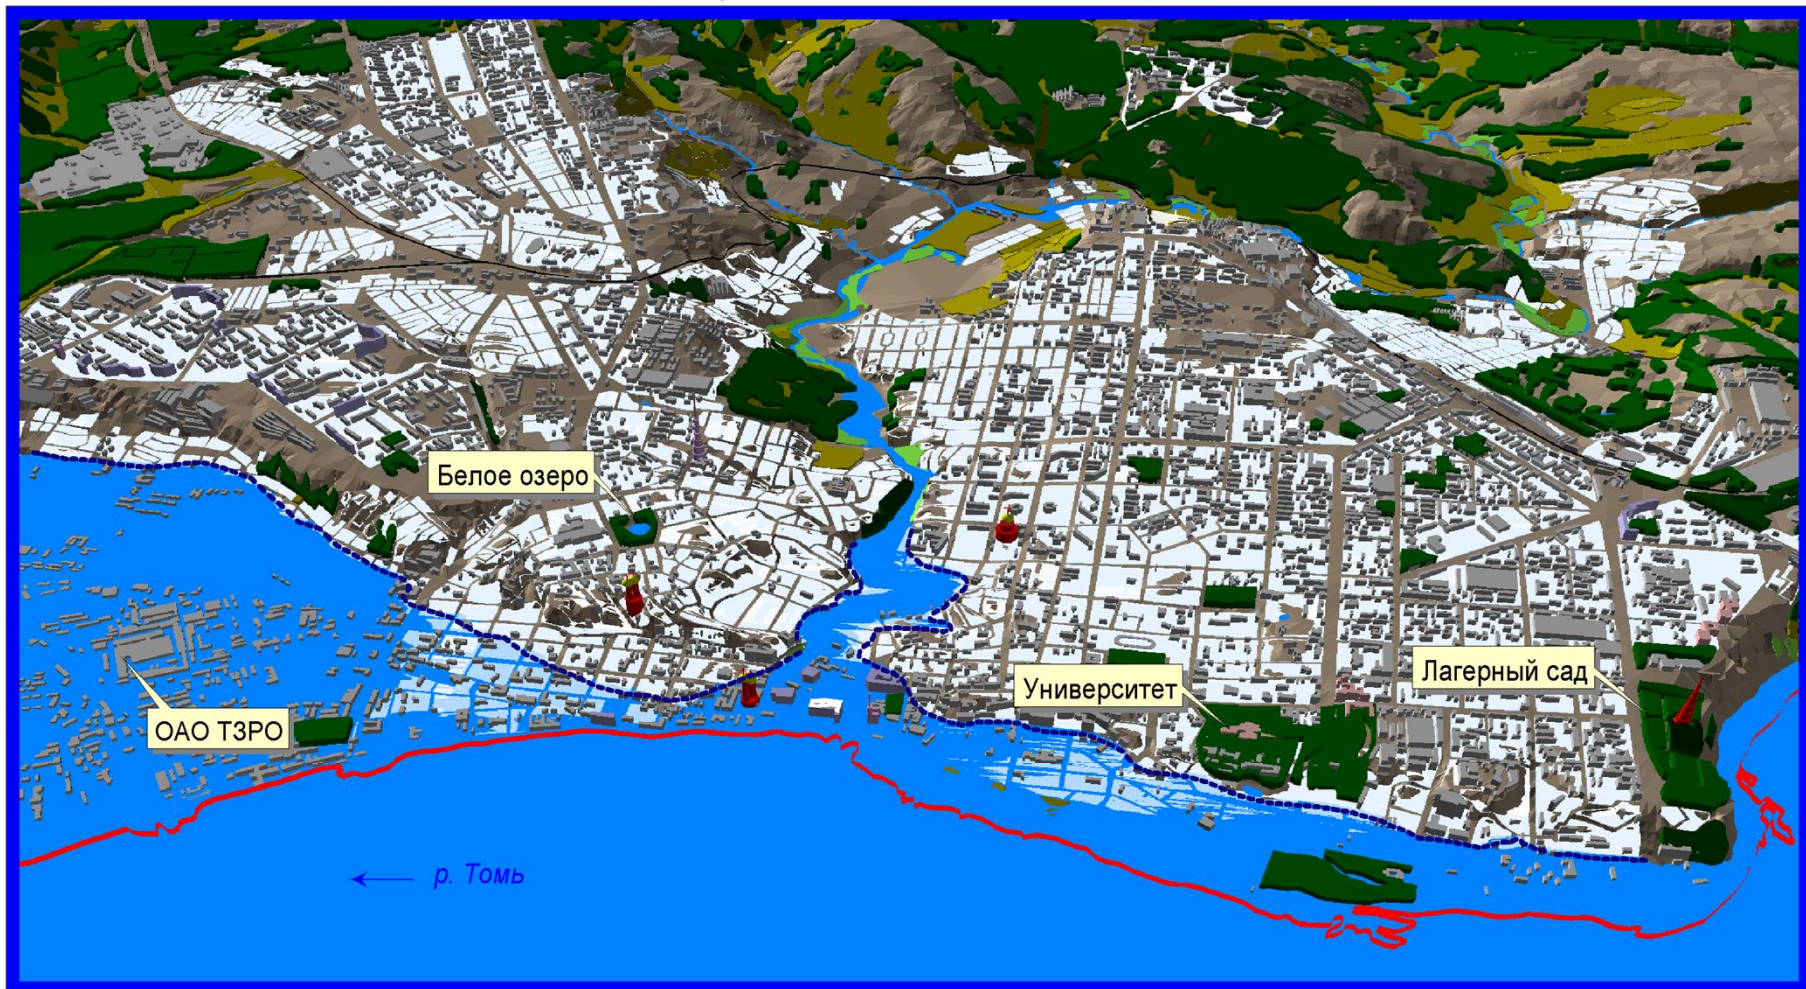 Белое озеро
Университет
Лагерный сад
ОАО ТЗРО
р. Томь